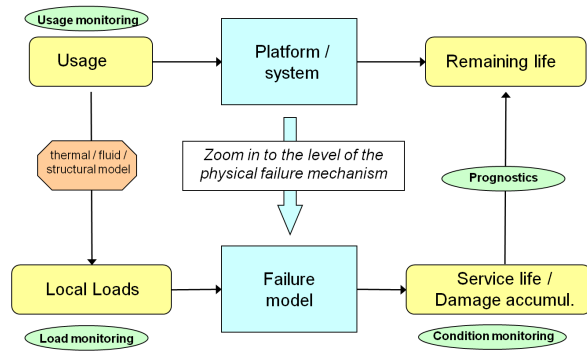 Usage monitoring
Usage
Platform /
system
Remaining life
thermal / fluid /
structural model
Zoom in to the level of the
physical failure mechanism
Prognostics
Local Loads
Failure
model
Service life /
Damage accumul.
Load monitoring
Condition monitoring